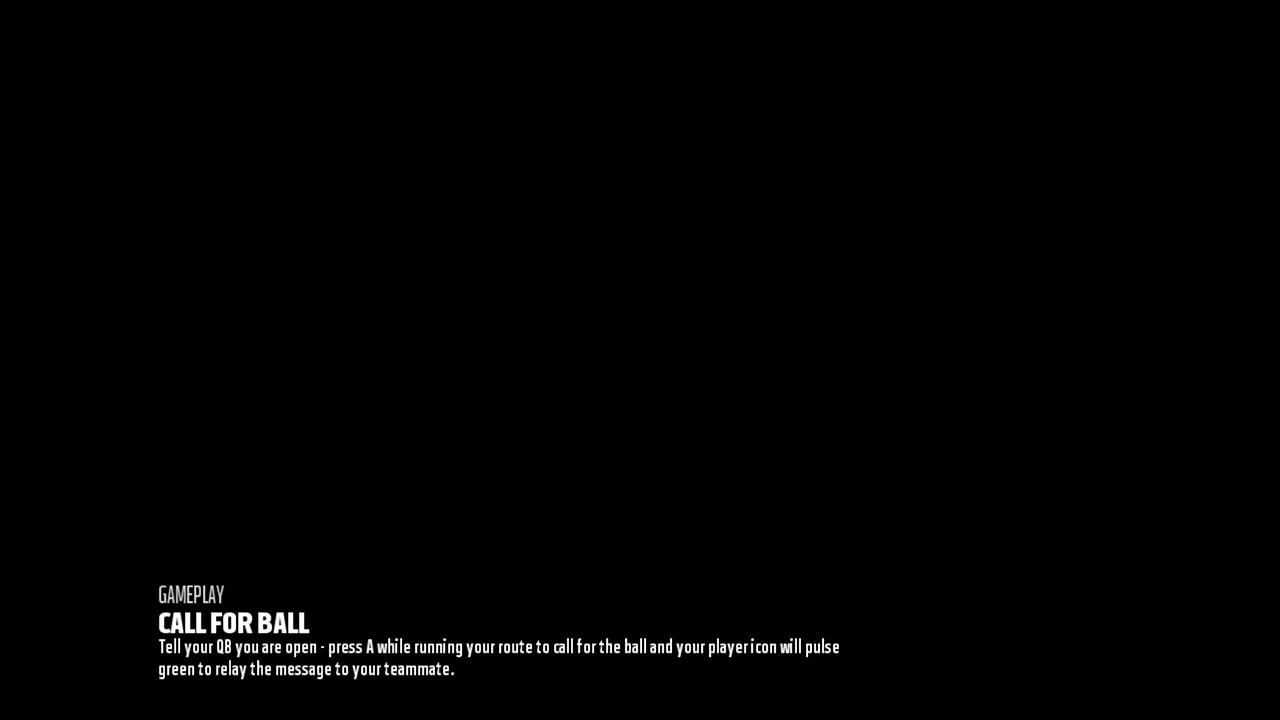 GAMEPLAY
CALL FOR BALL
Tell your QB you are open - press A while running your route to call for the ball and your player icon will pulse
green to relay the message to your teammate.